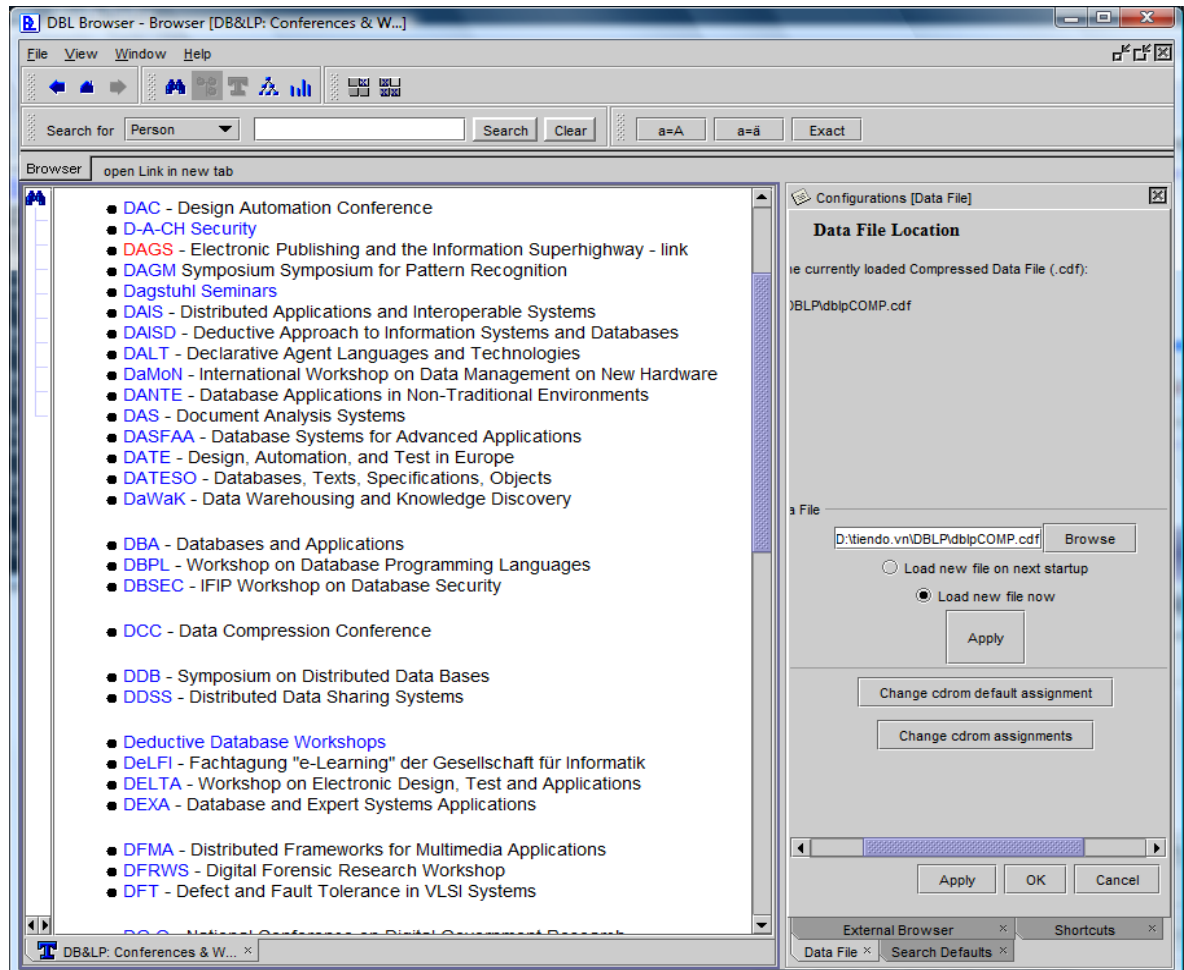 DBL Browser - Browser [DB&LP: Conferences & W...]
File View Window Help
Search for Person Search Clear a=A a=ä Exact
Browser open Link in new tab
DAC - Design Automation Conference
D-A-CH Security
DAGS - Electronic Publishing and the Information Superhighway - link
DAGM Symposium Symposium for Pattern Recognition
Dagstuhl Seminars
DAIS - Distributed Applications and Interoperable Systems
DAISD - Deductive Approach to Information Systems and Databases
DALT - Declarative Agent Languages and Technologies
DaMoN - International Workshop on Data Management on New Hardware
DANTE - Database Applications in Non-Traditional Environments
DAS - Document Analysis Systems
DASFAA - Database Systems for Advanced Applications
DATE - Design, Automation, and Test in Europe
DATESO - Databases, Texts, Specifications, Objects
DaWaK - Data Warehousing and Knowledge Discovery
DBA - Databases and Applications
DBPL - Workshop on Database Programming Languages
DBSEC - IFIP Workshop on Database Security
DCC - Data Compression Conference
DDB - Symposium on Distributed Data Bases
DDSS - Distributed Data Sharing Systems
Deductive Database Workshops
DeLFI - Fachtagung "e-Learning" der Gesellschaft für Informatik
DELTA - Workshop on Electronic Design, Test and Applications
DEXA - Database and Expert Systems Applications
DFMA - Distributed Frameworks for Multimedia Applications
DFRWS - Digital Forensic Research Workshop
DFT - Defect and Fault Tolerance in VLSI Systems
National Conference on Digital Government Research
DB&LP: Conferences & W...
Configurations [Data File]
Data File Location
currently loaded Compressed Data File (.cdf):
DBLP\dblpCOMP.cdf
a File
D:\tiendo.vn\DBLP\dblpCOMP.cdf Browse
Load new file on next startup
Load new file now
Apply
Change cdrom default assignment
Change cdrom assignments
Apply OK Cancel
External Browser Shortcuts
Data File Search Defaults